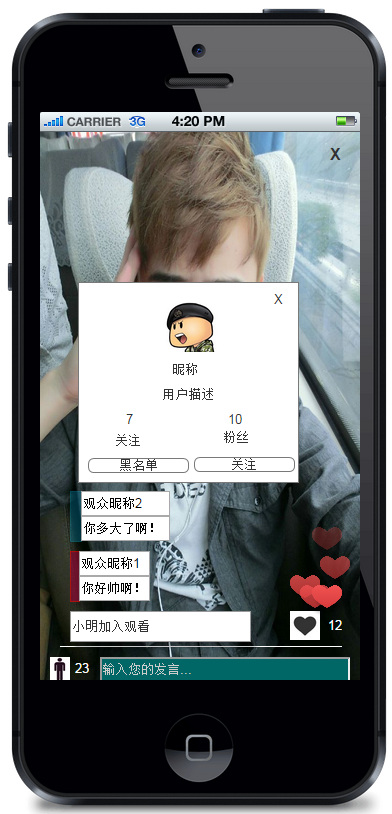 CARRIER 3G 4:20 PM
X
X
昵称
用户描述
7 10
关注 粉丝
黑名单 关注
观众昵称2
你多大了啊！
观众昵称1
你好帅啊！
小明加入观看
12
23 输入您的发言...